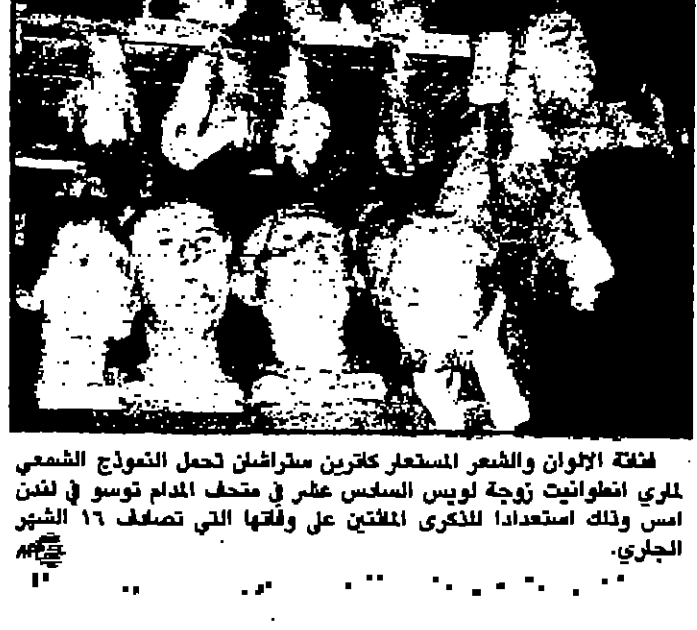 فنانة الالوان والشعر المستعار كاترين ستراشان تحمل النموذج الشمعي
لماري انطوانيت زوجة لويس السادس عشر في متحف المدام توسو في لندن
امس وذلك استعدادا للذكرى المئتين على وفاتها التي تصادف ١٦ الشهر
الجاري.